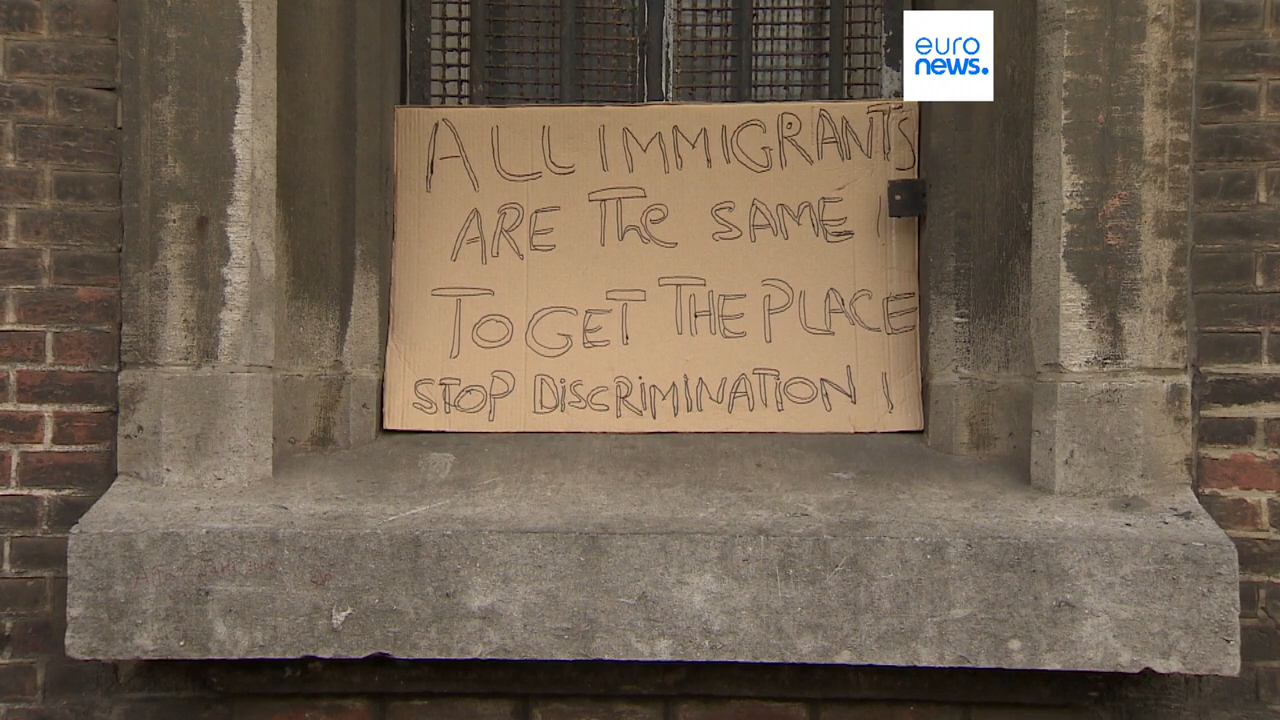 euro
news.
ALL IMMIGRANTS
ARE THe SAME !
TO GET THE PLACE
STOP DiSCRIMINATION !